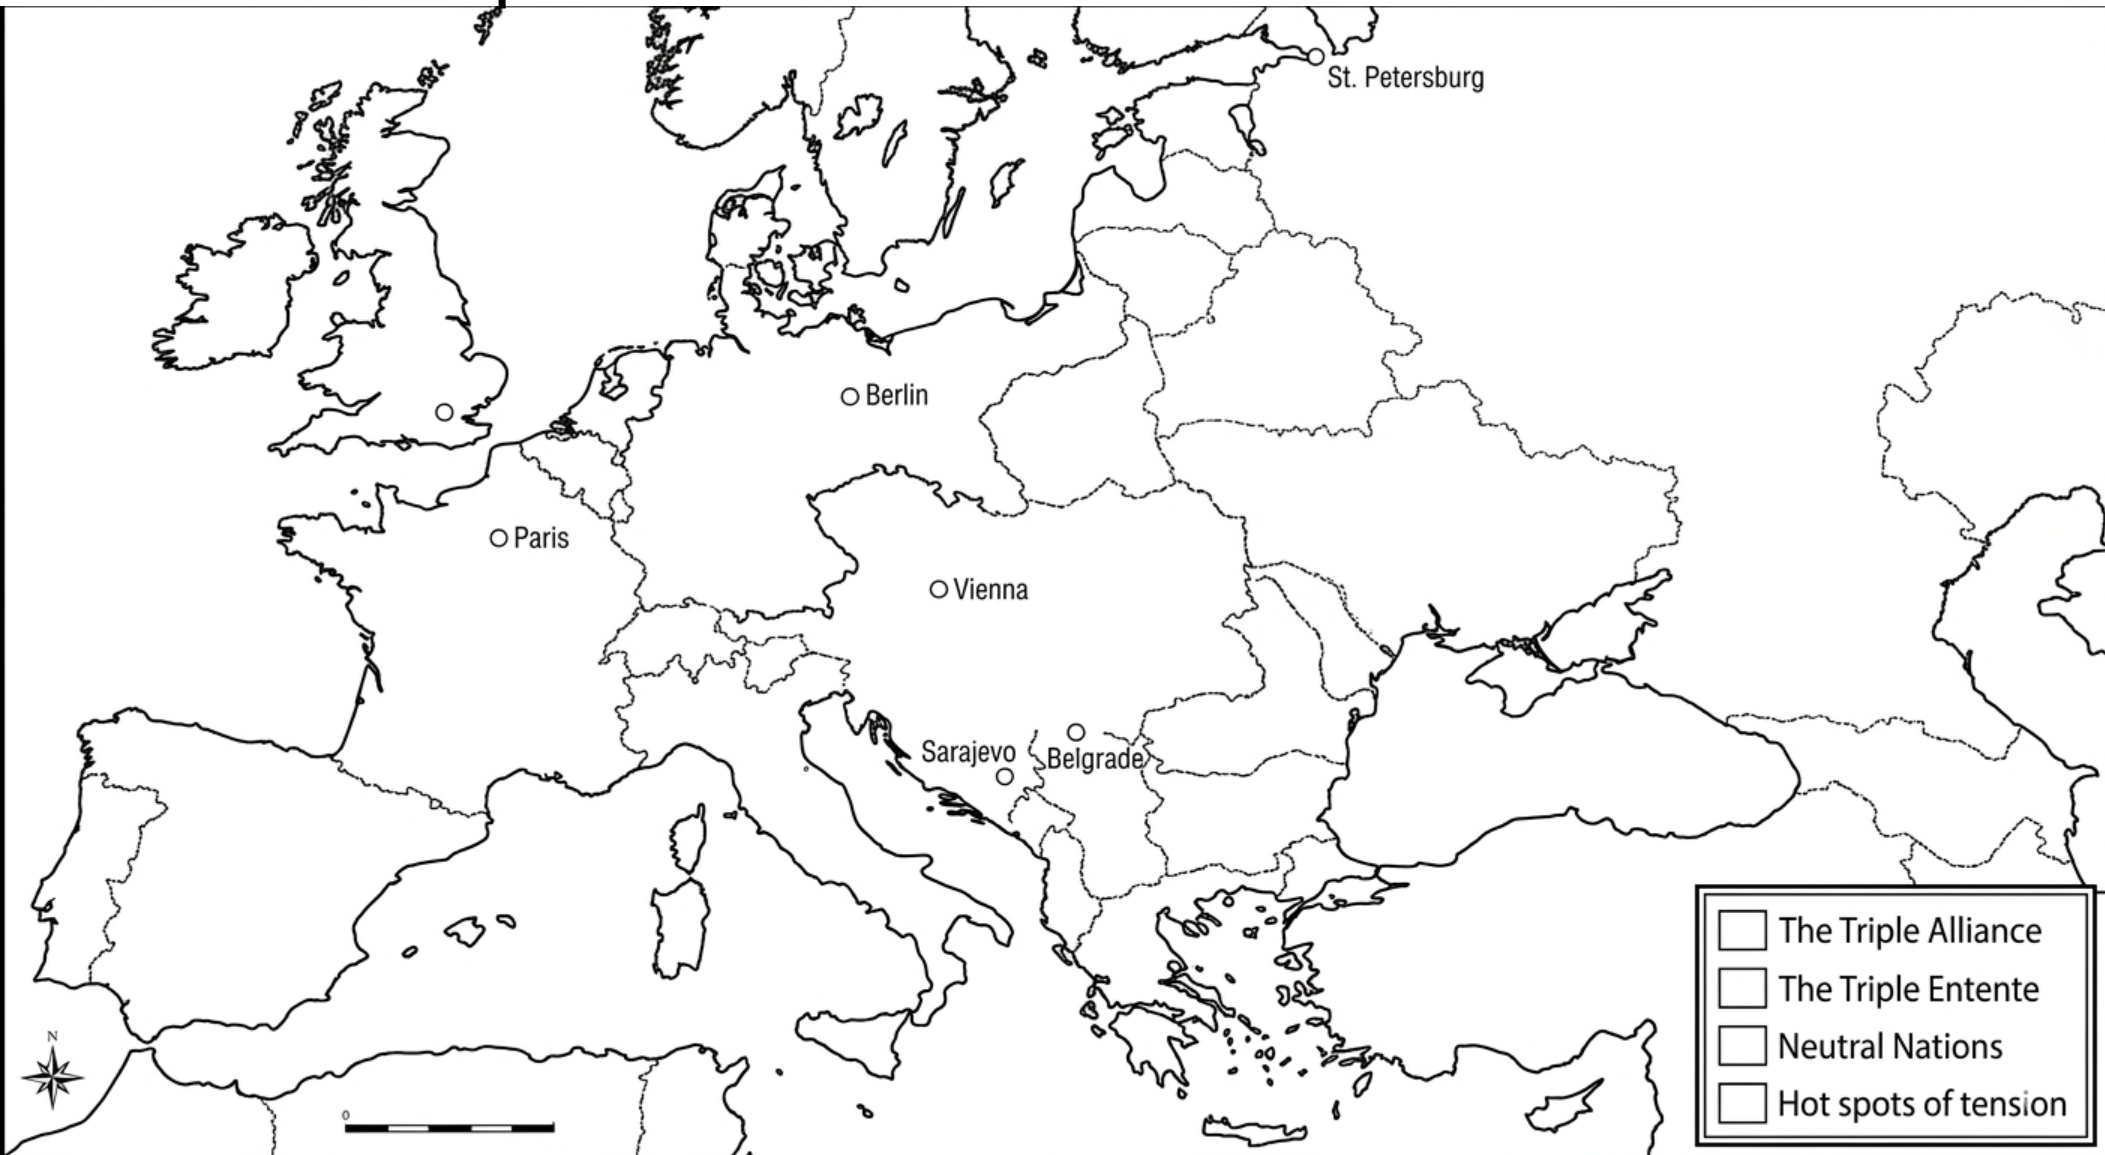 St. Petersburg
Berlin
Paris
Vienna
Sarajevo
Belgrade
The Triple Alliance
The Triple Entente
Neutral Nations
Hot spots of tension
N
0